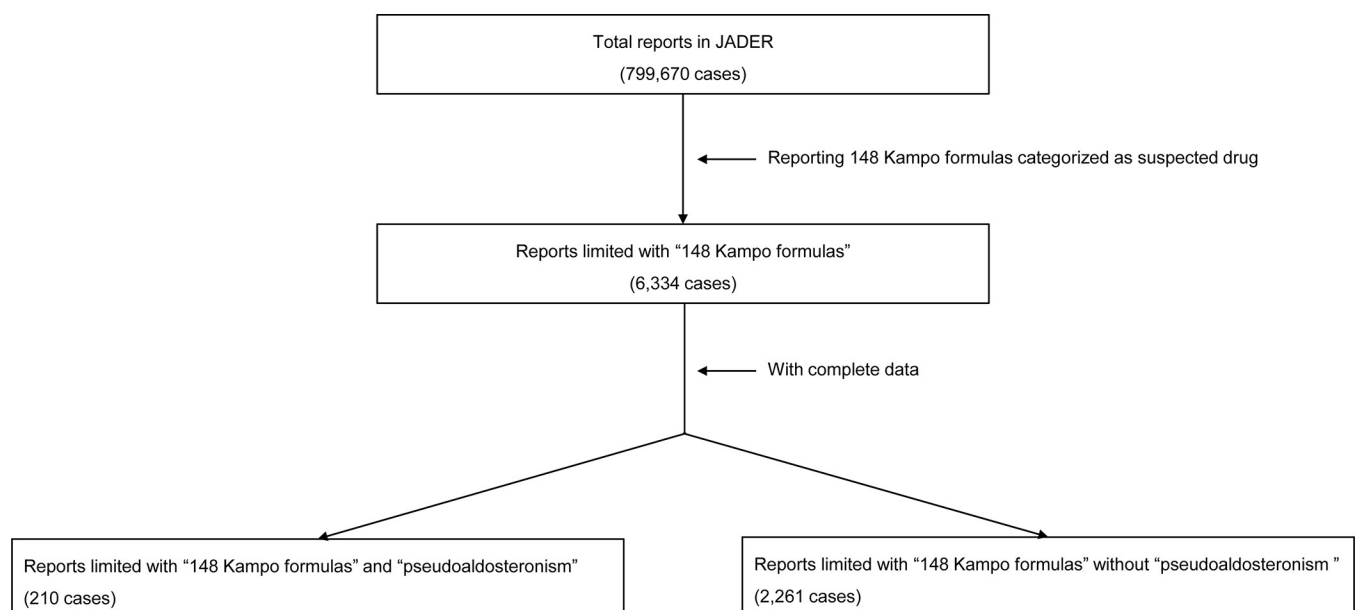 Total reports in JADER
(799,670 cases)
Reporting 148 Kampo formulas categorized as suspected drug
Reports limited with “148 Kampo formulas”
(6,334 cases)
With complete data
Reports limited with “148 Kampo formulas” and “pseudoaldosteronism”
(210 cases)
Reports limited with “148 Kampo formulas” without “pseudoaldosteronism ”
(2,261 cases)